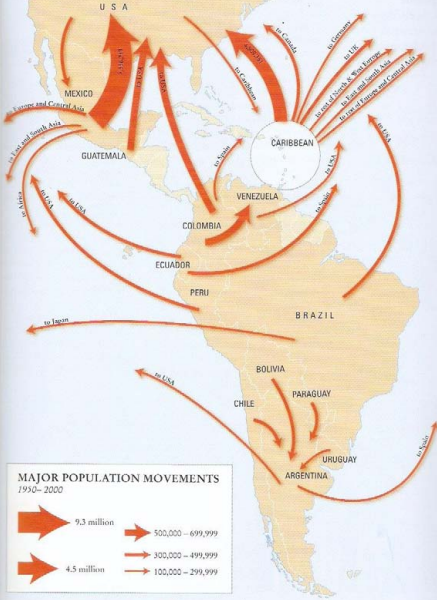 U S A
MEXICO
GUATEMALA
to Europe and Central Asia
to East and South Asia
to Africa
to USA
to USA
to USA
to Caribbean
to Canada
to Germany
to UK
to rest of North & West Europe
to East and South Asia
to rest of Europe and Central Asia
CARIBBEAN
to USA
to Spain
to USA
VENEZUELA
to Spain
COLOMBIA
ECUADOR
PERU
BRAZIL
to Japan
BOLIVIA
PARAGUAY
CHILE
to USA
URUGUAY
ARGENTINA
to Spain
MAJOR POPULATION MOVEMENTS
1950–2000
9.3 million
500,000 – 699,999
300,000 – 499,999
4.5 million
100,000 – 299,999